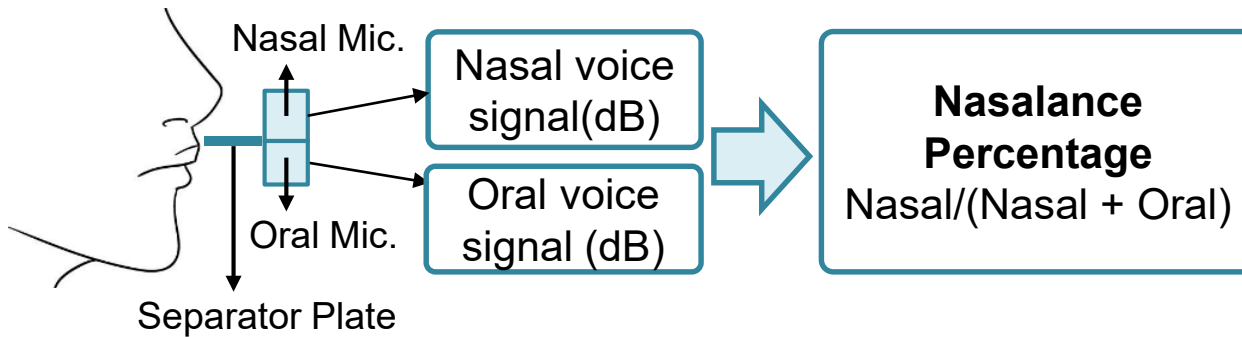 Nasal Mic.
Oral Mic.
Separator Plate
Nasal voice
signal(dB)
Oral voice
signal (dB)
Nasalance
Percentage
Nasal/(Nasal + Oral)